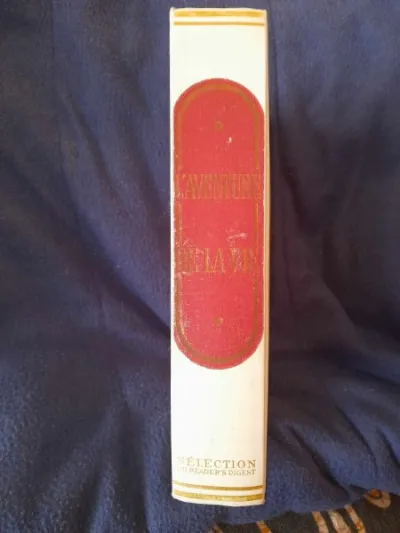 L'AVENTURE
DE LA VIE
SÉLECTION
DU READER'S DIGEST